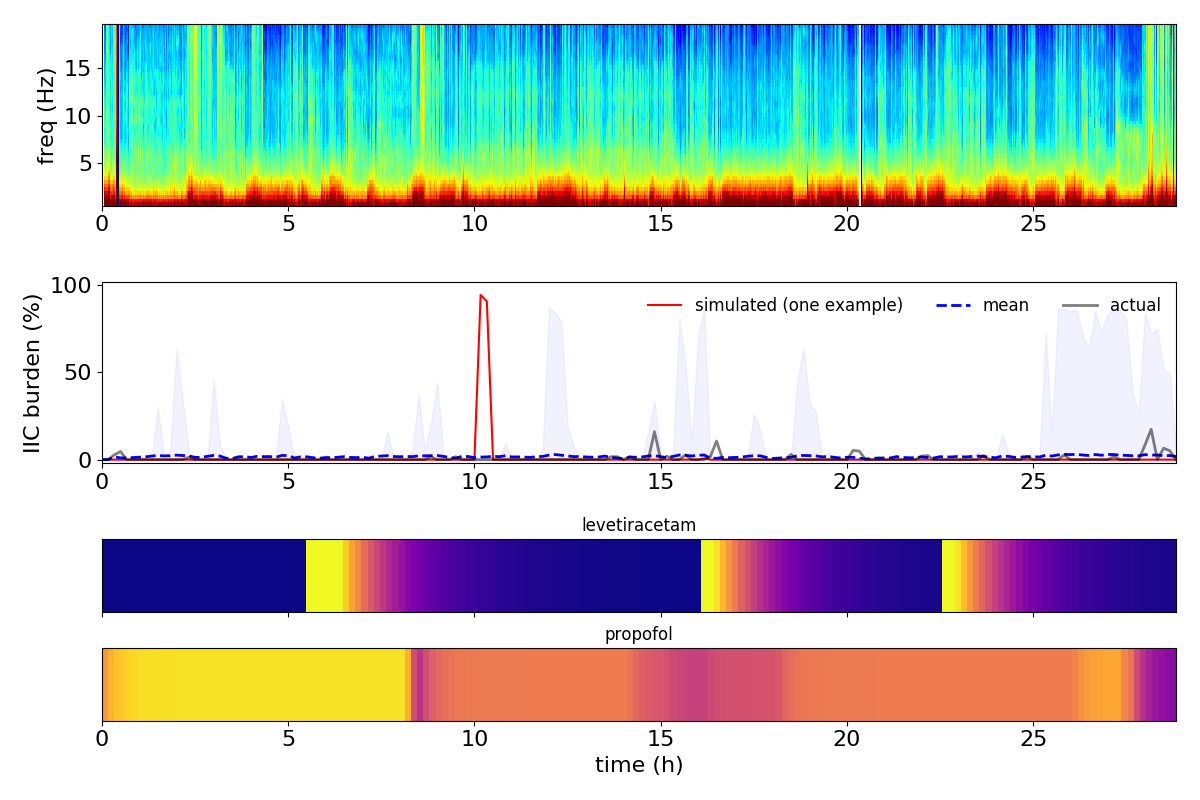 freq (Hz)
15
10
5
0 5 10 15 20 25
IIC burden (%)
100
50
0
simulated (one example) mean actual
0 5 10 15 20 25
levetiracetam
propofol
0 5 10 15 20 25
time (h)